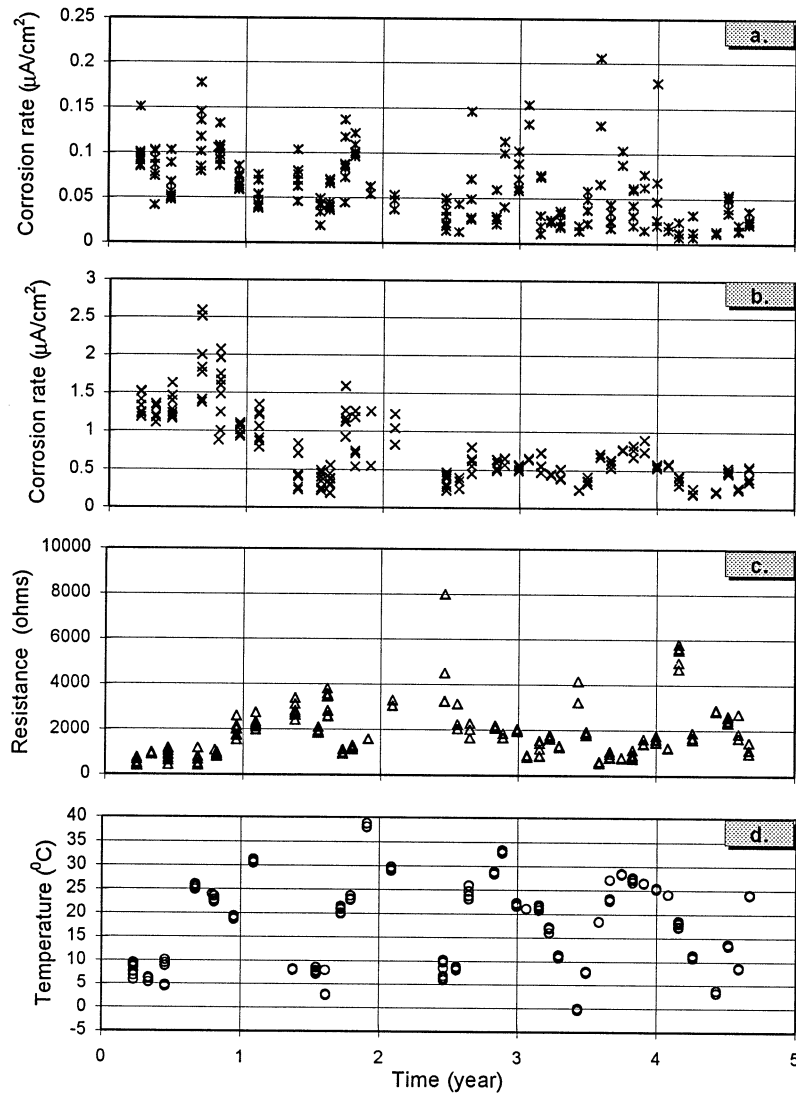 a.
Corrosion rate (µA/cm²)
0.25
0.2
0.15
0.1
0.05
0
b.
Corrosion rate (µA/cm²)
3
2.5
2
1.5
1
0.5
0
c.
Resistance (ohms)
10000
8000
6000
4000
2000
0
d.
Temperature (⁰C)
40
35
30
25
20
15
10
5
0
-5
0 1 2 3 4 5
Time (year)